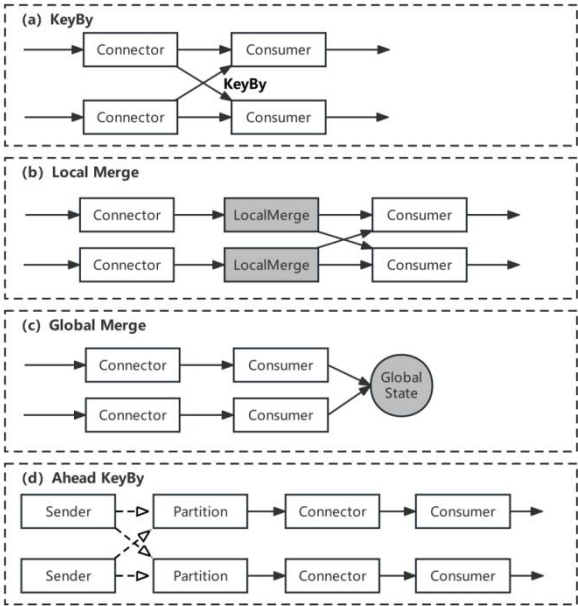 (a) KeyBy
Connector Consumer
KeyBy
Connector Consumer
(b) Local Merge
Connector LocalMerge Consumer
Connector LocalMerge Consumer
(c) Global Merge
Connector Consumer
Global
State
Connector Consumer
(d) Ahead KeyBy
Sender Partition Connector Consumer
Sender Partition Connector Consumer